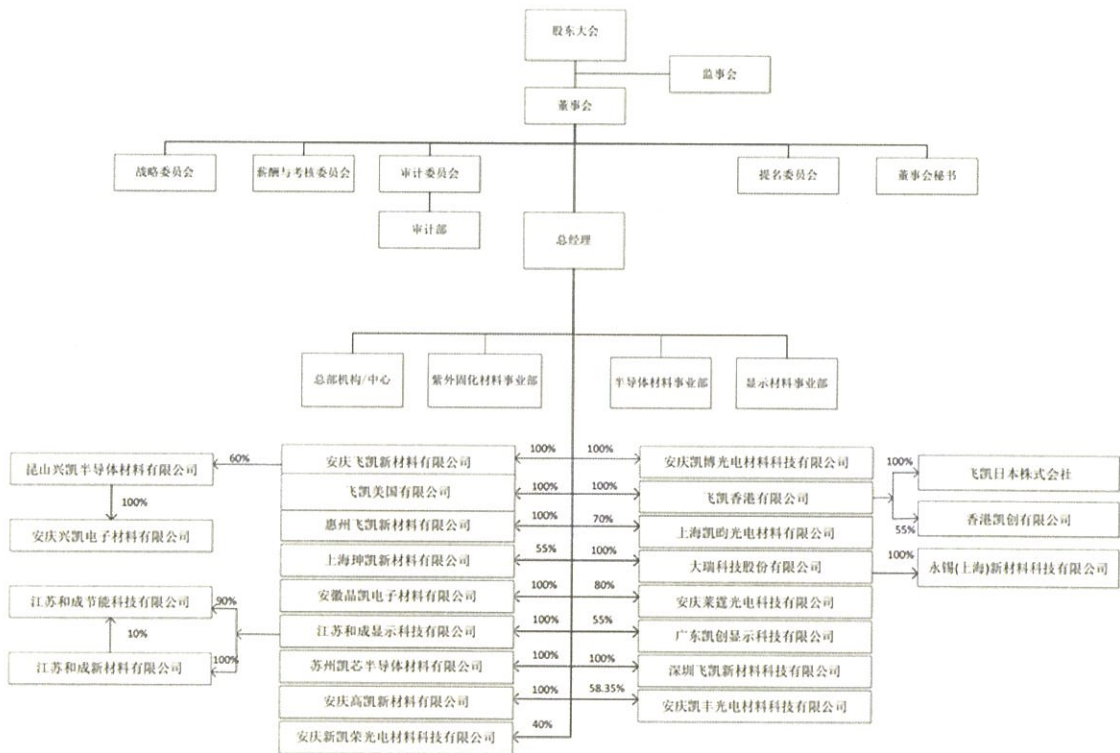 股东大会
监事会
董事会
战略委员会
薪酬与考核委员会
审计委员会
提名委员会
董事会秘书
审计部
总经理
总部机构/中心
紫外固化材料事业部
半导体材料事业部
显示材料事业部
昆山兴凯半导体材料有限公司
60%
安庆飞凯新材料有限公司
100%
100%
安庆凯博光电材料科技有限公司
100%
飞凯日本株式会社
100%
飞凯美国有限公司
100%
100%
飞凯香港有限公司
安庆兴凯电子材料有限公司
惠州飞凯新材料有限公司
100%
70%
上海凯昀光电材料有限公司
55%
香港凯创有限公司
上海珅凯新材料有限公司
55%
100%
大瑞科技股份有限公司
100%
永锡(上海)新材料科技有限公司
江苏和成节能科技有限公司
90%
安徽晶凯电子材料有限公司
100%
80%
安庆莱霆光电科技有限公司
10%
江苏和成显示科技有限公司
100%
55%
广东凯创显示科技有限公司
江苏和成新材料有限公司
100%
苏州凯芯半导体材料有限公司
100%
100%
深圳飞凯新材料科技有限公司
安庆高凯新材料有限公司
100%
58.35%
安庆凯丰光电材料科技有限公司
安庆新凯荣光电材料科技有限公司
40%